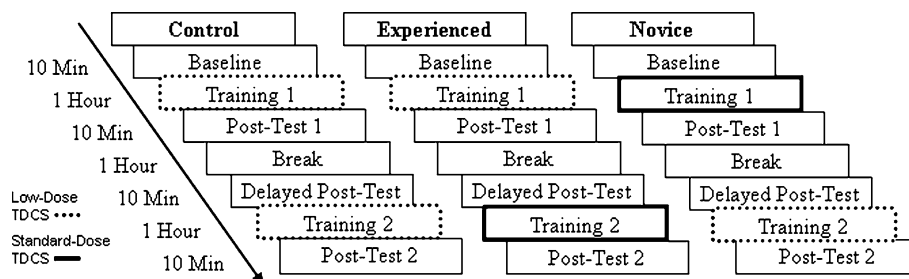 Control Experienced Novice
Baseline Baseline Baseline
10 Min
Training 1 Training 1 Training 1
1 Hour
Post-Test 1 Post-Test 1 Post-Test 1
10 Min
Break Break Break
1 Hour
Delayed Post-Test Delayed Post-Test Delayed Post-Test
10 Min
Low-Dose
TDCS
Training 2 Training 2 Training 2
1 Hour
Standard-Dose
TDCS
Post-Test 2 Post-Test 2 Post-Test 2
10 Min